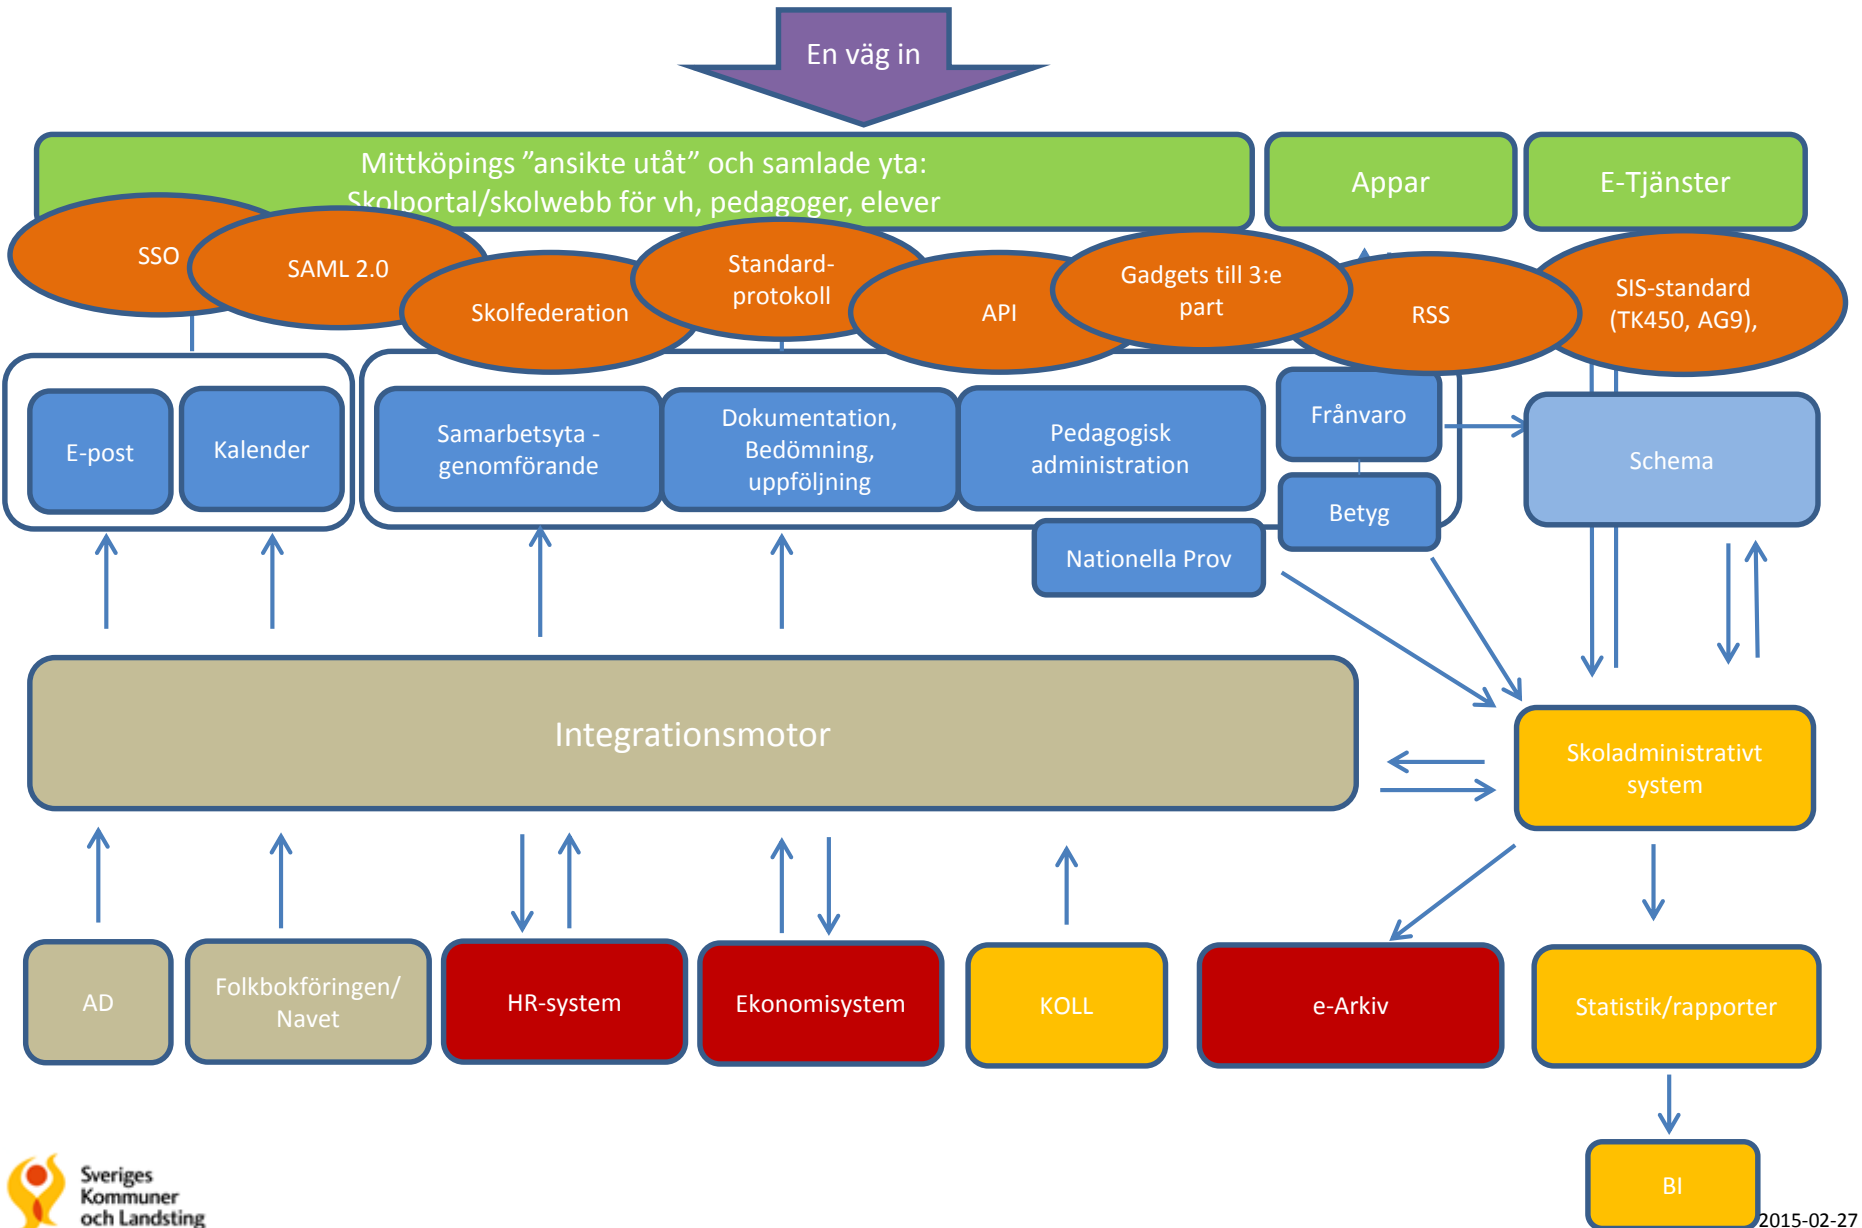 En väg in
Mittköpings ”ansikte utåt” och samlade yta:
Skolportal/skolwebb för vh, pedagoger, elever
Appar
E-Tjänster
SSO
SAML 2.0
Skolfederation
Standard-
protokoll
API
Gadgets till 3:e
part
RSS
SIS-standard
(TK450, AG9),
E-post
Kalender
Samarbetsyta -
genomförande
Dokumentation,
Bedömning,
uppföljning
Pedagogisk
administration
Frånvaro
Betyg
Schema
Nationella Prov
Integrationsmotor
Skoladministrativt
system
AD
Folkbokföringen/
Navet
HR-system
Ekonomisystem
KOLL
e-Arkiv
Statistik/rapporter
BI
Sveriges
Kommuner
och Landsting
2015-02-27